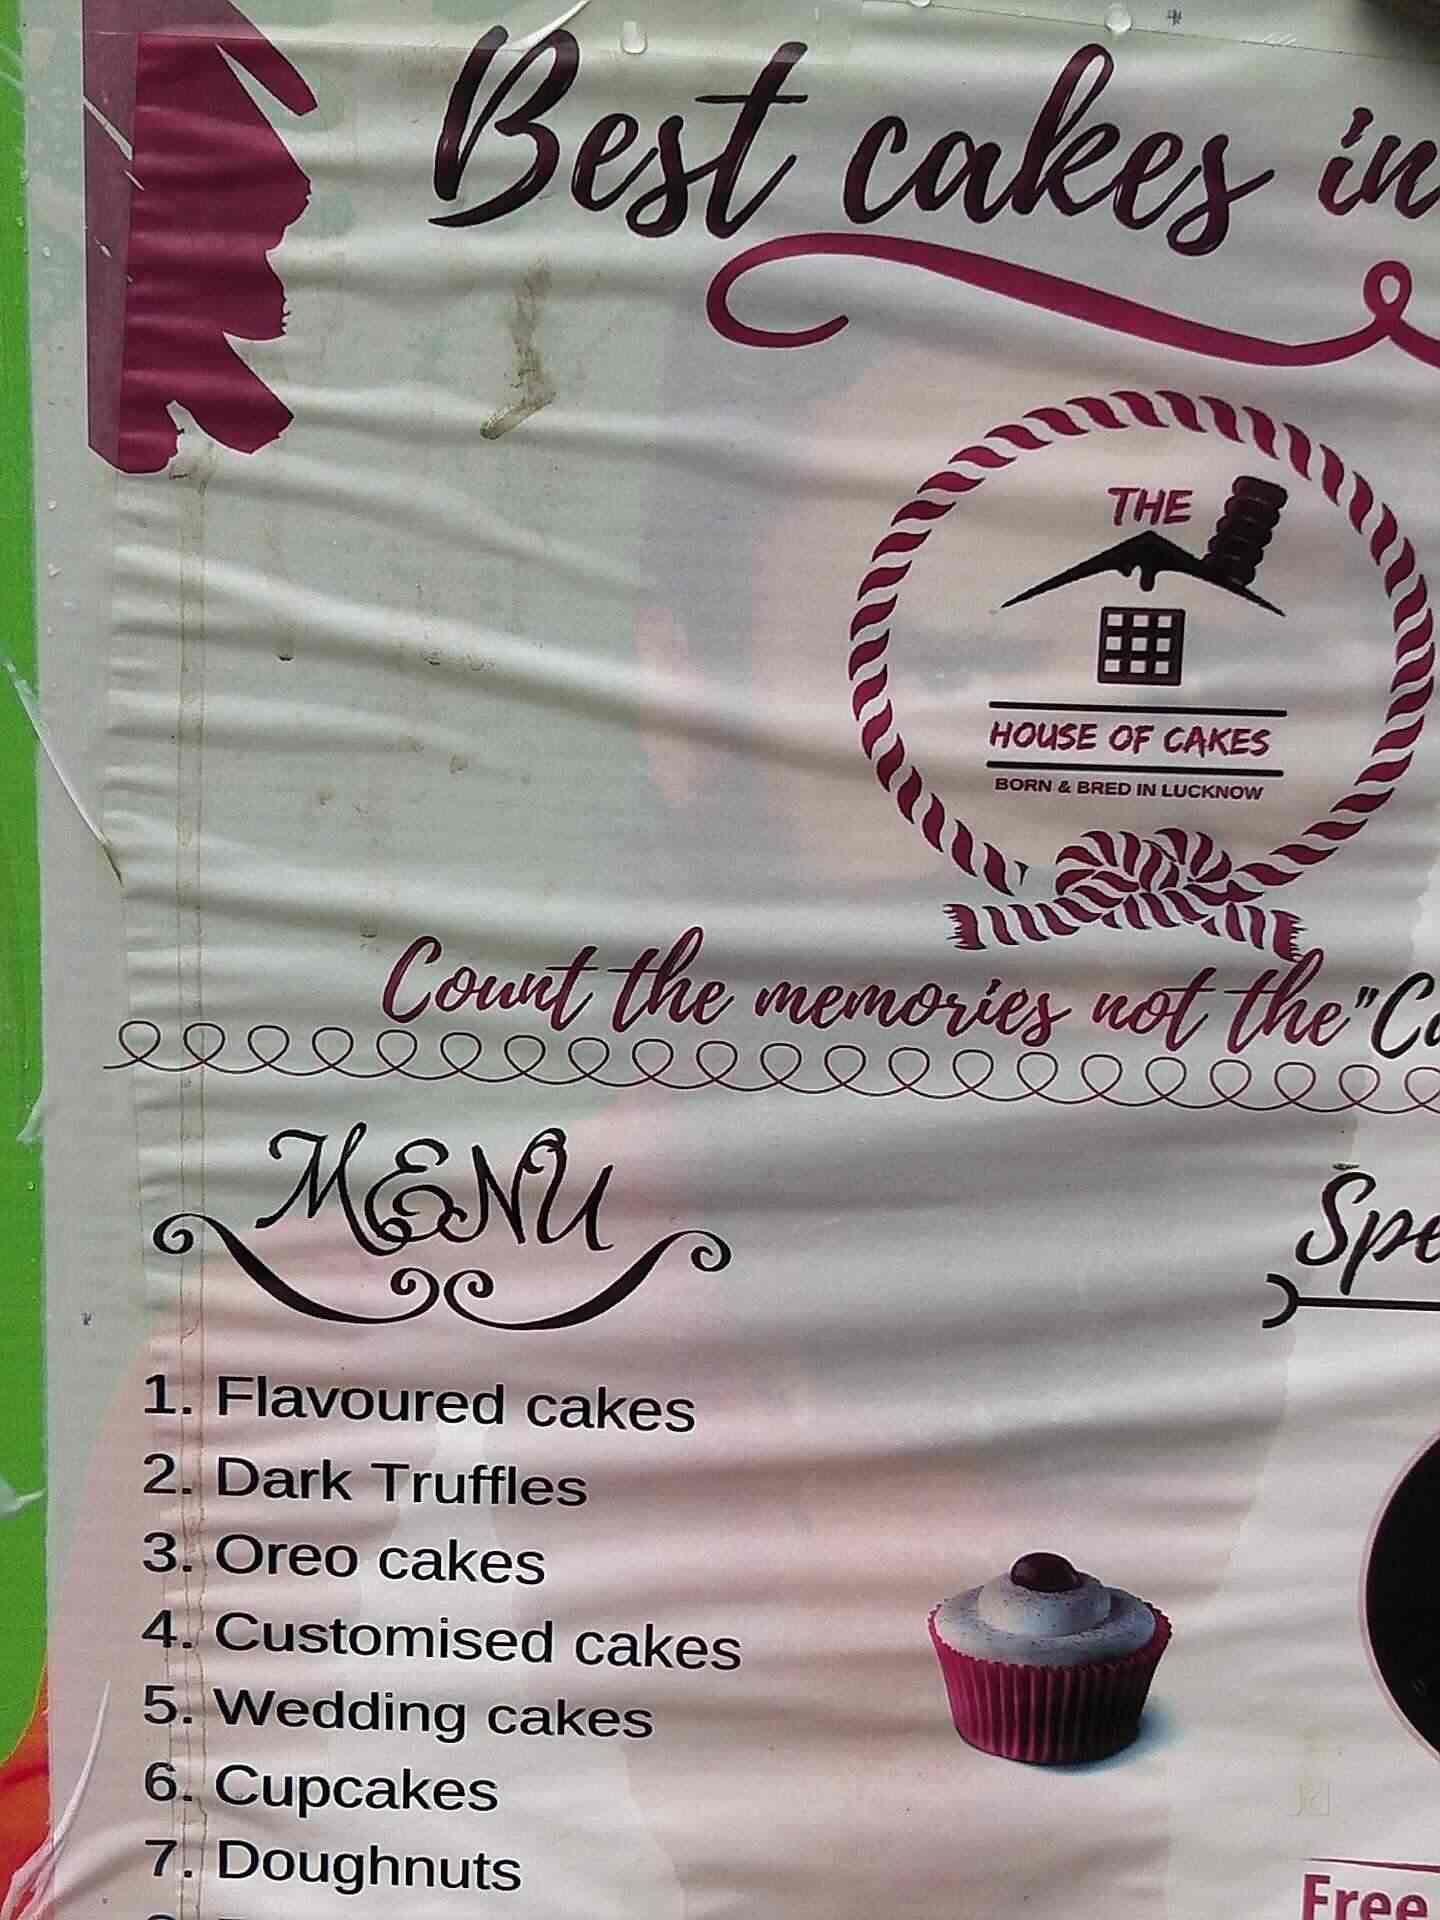 Best cakes in
THE
HOUSE OF CAKES
BORN & BRED IN LUCKNOW
Count the memories not the"
MENU
1. Flavoured cakes
2. Dark Truffles
3. Oreo cakes
4. Customised cakes
5. Wedding cakes
6. Cupcakes
7. Doughnuts
Free